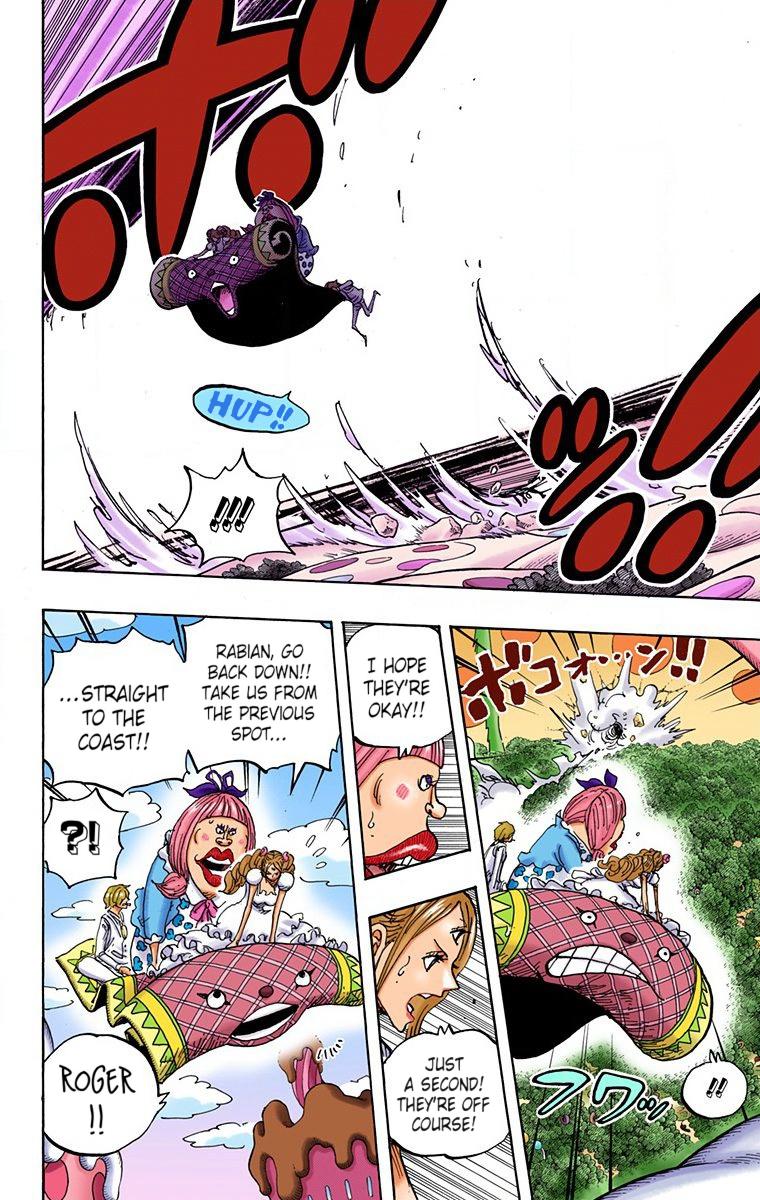 HUP!!
!!!
ボコォ…ン!!
!!
フワッ
I HOPE
THEY'RE
OKAY!!
JUST
A SECOND!
THEY'RE OFF
COURSE!
RABIAN, GO
BACK DOWN!!
TAKE US FROM
THE PREVIOUS
SPOT...
...STRAIGHT
TO THE
COAST!!
?!
ROGER
!!